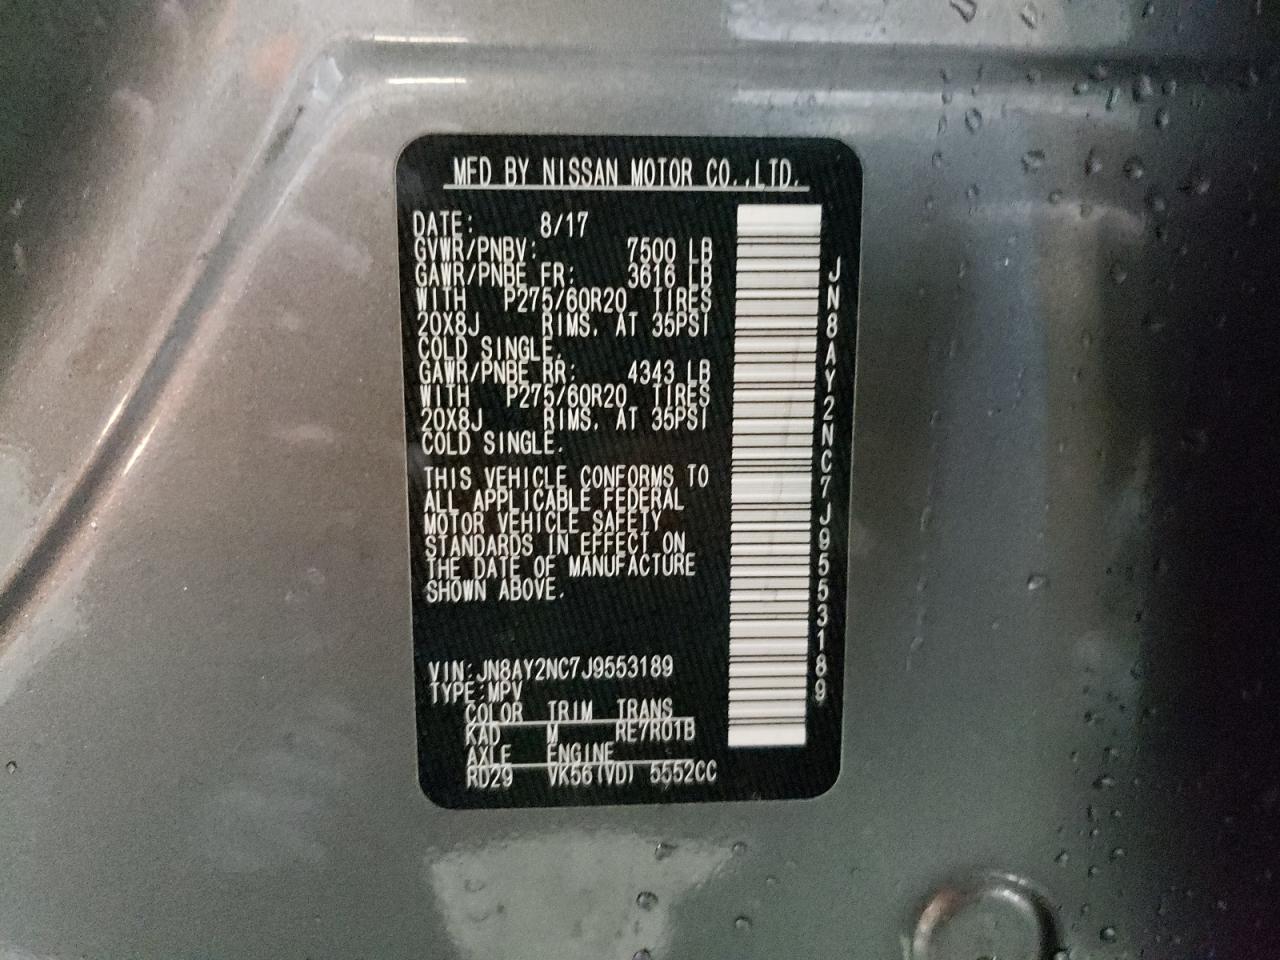 MFD BY NISSAN MOTOR CO.,LTD.
DATE: 8/17
GVWR/PNBV: 7500 LB
GAWR/PNBE FR: 3616 LB
WITH P275/60R20 TIRES
20X8J RIMS. AT 35PSI
COLD SINGLE.
GAWR/PNBE RR: 4343 LB
WITH P275/60R20 TIRES
20X8J RIMS. AT 35PSI
COLD SINGLE.
THIS VEHICLE CONFORMS TO
ALL APPLICABLE FEDERAL
MOTOR VEHICLE SAFETY
STANDARDS IN EFFECT ON
THE DATE OF MANUFACTURE
SHOWN ABOVE.
VIN:JN8AY2NC7J9553189
TYPE:MPV
COLOR TRIM TRANS
KAD M RE7R01B
AXLE ENGINE
RD29 VK56(VD) 5552CC
JN8AY2NC7J9553189